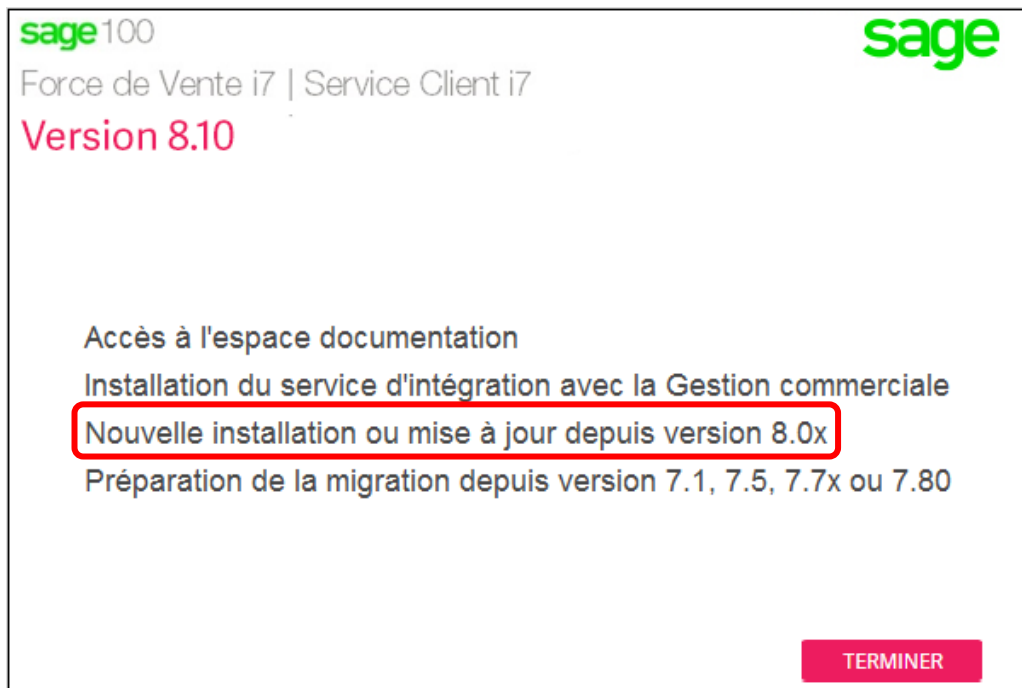 sage100
sage
Force de Vente i7 | Service Client i7
Version 8.10
Accès à l'espace documentation
Installation du service d'intégration avec la Gestion commerciale
Nouvelle installation ou mise à jour depuis version 8.0x
Préparation de la migration depuis version 7.1, 7.5, 7.7x ou 7.80
TERMINER